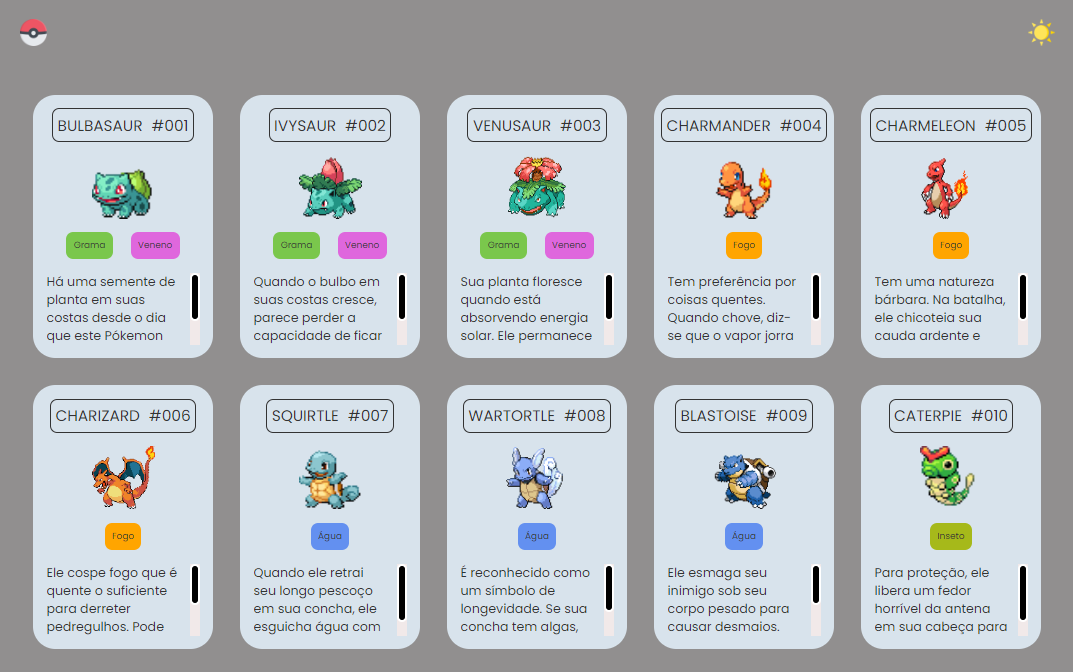 BULBASAUR #001
Grama Veneno
Há uma semente de
planta em suas
costas desde o dia
que este Pókemon
IVYSAUR #002
Grama Veneno
Quando o bulbo em
suas costas cresce,
parece perder a
capacidade de ficar
VENUSAUR #003
Grama Veneno
Sua planta floresce
quando está
absorvendo energia
solar. Ele permanece
CHARMANDER #004
Fogo
Tem preferência por
coisas quentes.
Quando chove, diz-
se que o vapor jorra
CHARMELEON #005
Fogo
Tem uma natureza
bárbara. Na batalha,
ele chicoteia sua
cauda ardente e
CHARIZARD #006
Fogo
Ele cospe fogo que é
quente o suficiente
para derreter
pedregulhos. Pode
SQUIRTLE #007
Água
Quando ele retrai
seu longo pescoço
em sua concha, ele
esguicha água com
WARTORTLE #008
Água
É reconhecido como
um símbolo de
longevidade. Se sua
concha tem algas,
BLASTOISE #009
Água
Ele esmaga seu
inimigo sob seu
corpo pesado para
causar desmaios.
CATERPIE #010
Inseto
Para proteção, ele
libera um fedor
horrível da antena
em sua cabeça para